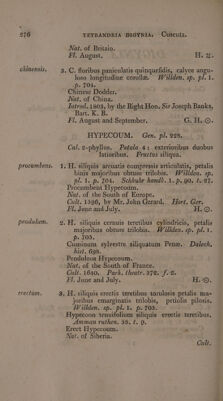 276 TETRANDRIA DIGYNIA. Cuscuta.
Nat. of Britain.
Fl. August. H. ♃.
chinensis. 3. C. floribus paniculatis quinquefidis, calyce angu-
loso longitudine corollæ. Willden. sp. pl. 1.
p. 704.
Chinese Dodder.
Nat. of China.
Introd. 1803, by the Right Hon. Sir Joseph Banks,
Bart. K. B.
Fl. August and September. G. H. ☉.
HYPECOUM. Gen. pl. 228.
Cal. 2-phyllus. Petala 4: exterioribus duobus
latioribus. Fructus siliqua.
procumbens. 1. H. siliquis arcuatis compressis articulatis, petalis
binis majoribus obtuse trilobis. Willden. sp.
pl. 1. p. 704. Schkuhr handb. 1. p. 90. t. 27.
Procumbent Hypecoum.
Nat. of the South of Europe.
Cult. 1596, by Mr. John Gerard. Hort. Ger.
Fl. June and July. H. ☉.
pendulum. 2. H. siliquis cernuis teretibus cylindricis, petalis
majoribus obtuse trilobis. Willden. sp. pl. 1.
p. 703.
Cuminum sylvestre siliquatum Penæ. Dalech.
hist. 698.
Pendulous Hypecoum.
Nat. of the South of France.
Cult. 1640. Park. theatr. 372. f. 2.
Fl. June and July. H. ☉.
erectum. 3. H. siliquis erectis teretibus torulosis petalis ma-
joribus emarginatis trilobis, petiolis pilosis.
Willden. sp. pl. 1. p. 703.
Hypecoon tenuifolium siliquis erectis teretibus.
Amman ruthen. 58. t. 9.
Erect Hypecoum.
Nat. of Siberia.
Cult.